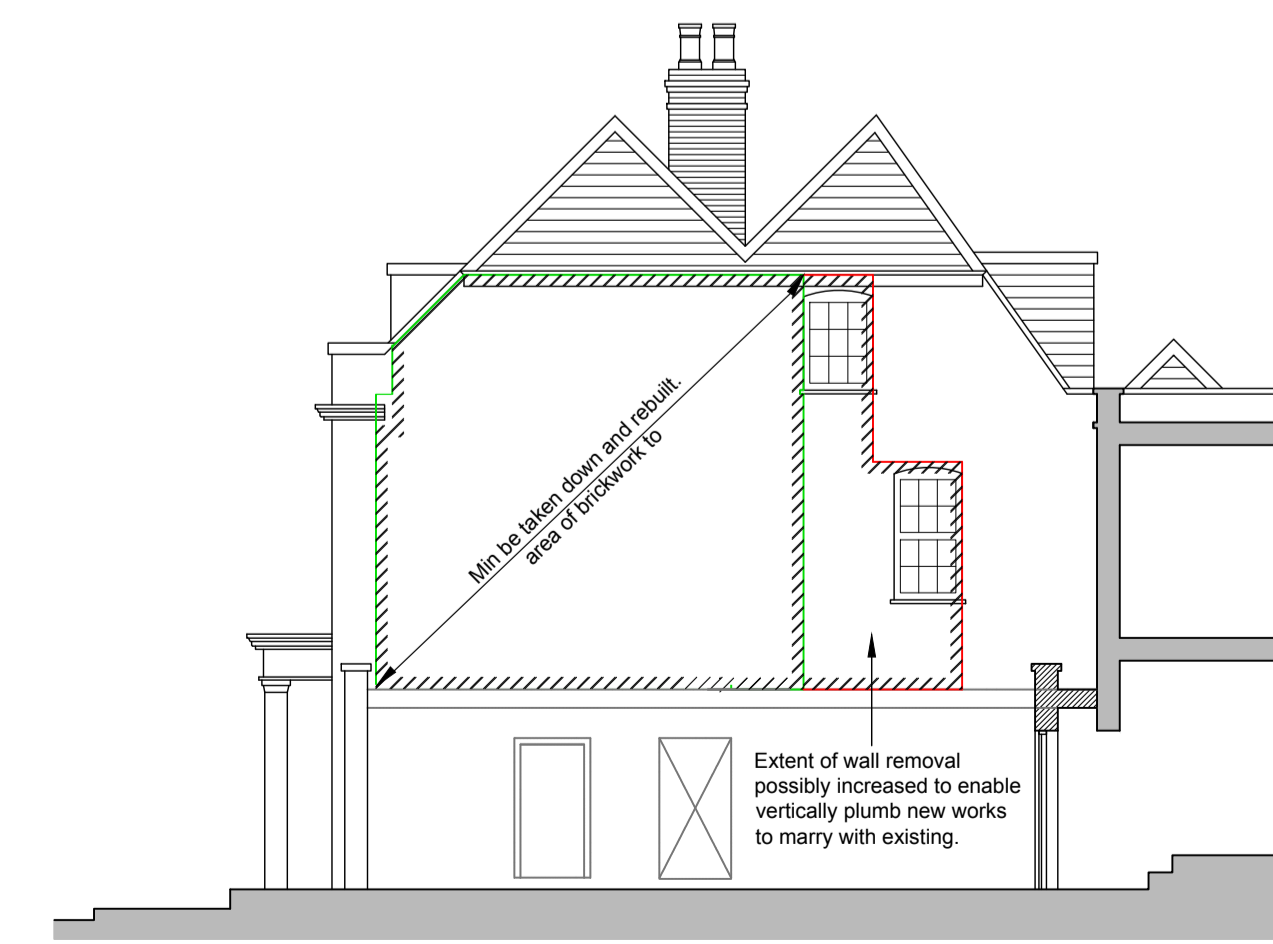 Min be taken down and rebuilt.
area of brickwork to
Extent of wall removal
possibly increased to enable
vertically plumb new works
to marry with existing.